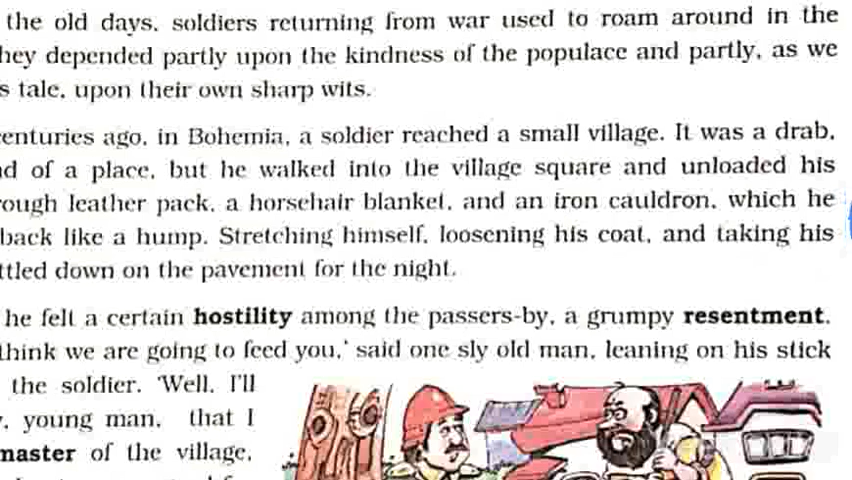 the old days, soldiers returning from war used to roam around in the
hey depended partly upon the kindness of the populace and partly, as we
s tale, upon their own sharp wits.
centuries ago, in Bohemia, a soldier reached a small village. It was a drab,
nd of a place, but he walked into the village square and unloaded his
rough leather pack, a horsehair blanket, and an iron cauldron, which he
back like a hump. Stretching himself, loosening his coat, and taking his
ttled down on the pavement for the night.
he felt a certain hostility among the passers-by, a grumpy resentment.
think we are going to feed you,' said one sly old man, leaning on his stick
the soldier. 'Well, I'll
, young man, that I
master of the village,